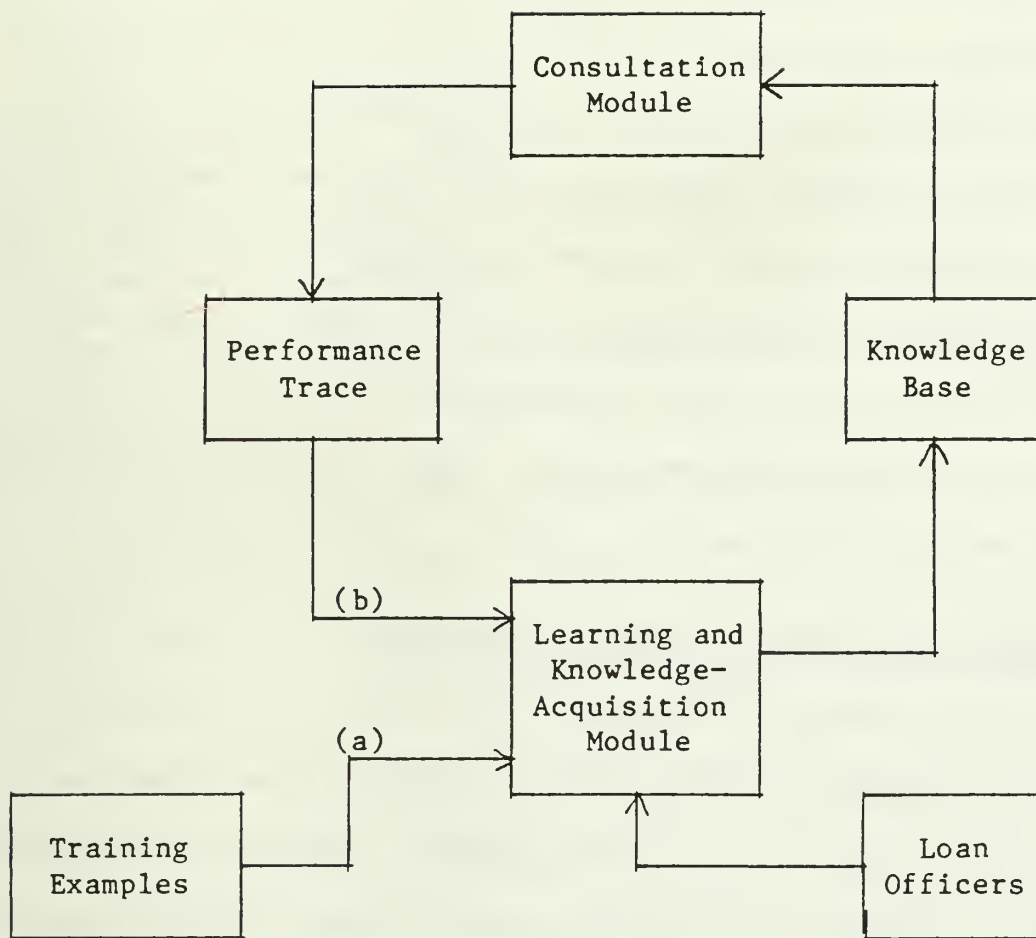 Consultation
Module
Performance
Trace
Knowledge
Base
(b)
Learning and
Knowledge-
Acquisition
Module
(a)
Training
Examples
Loan
Officers